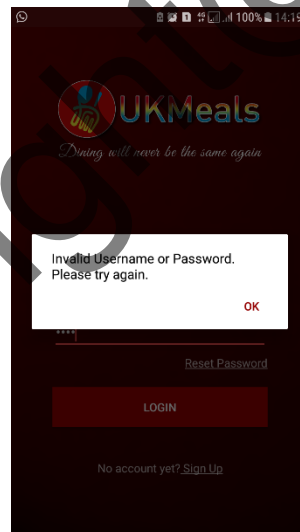 4G 100% 14:19
UKMeals
Dining will never be the same again
Invalid Username or Password.
Please try again.
OK
****
Reset Password
LOGIN
No account yet? Sign Up